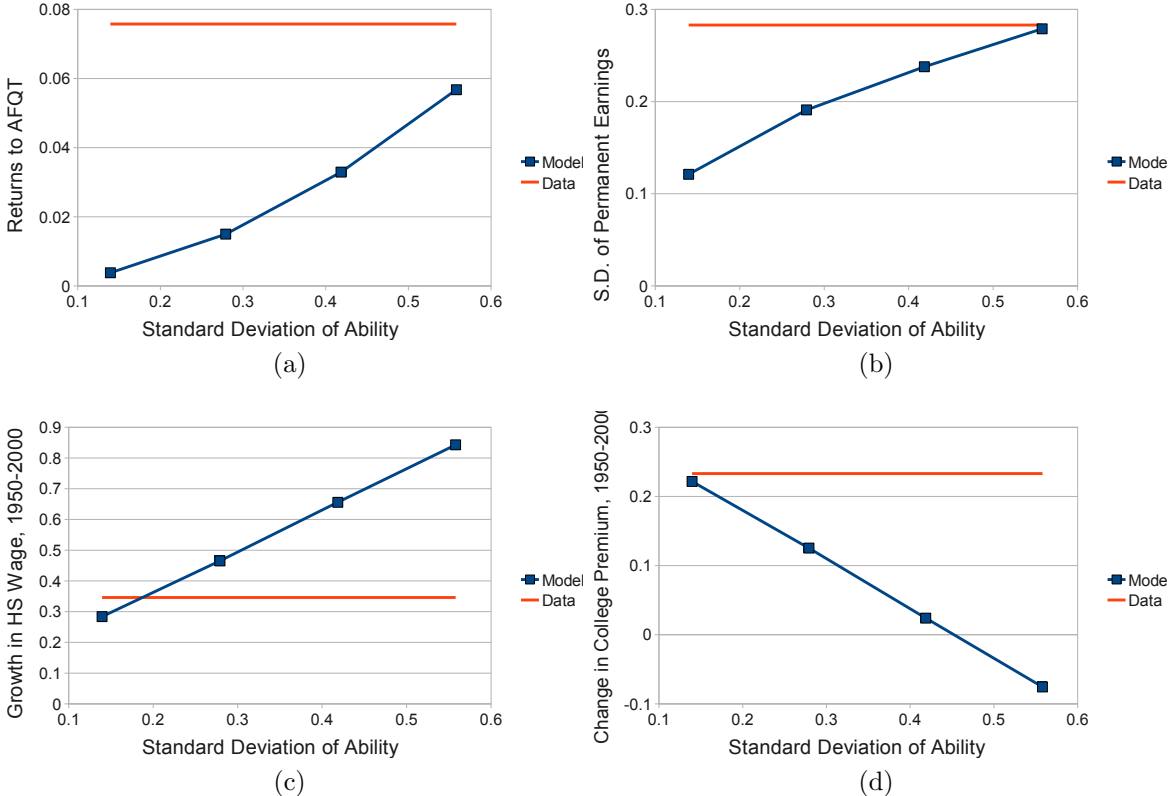 0.08
0.06
0.04
0.02
0
0.1 0.2 0.3 0.4 0.5 0.6
Returns to AFQT
Standard Deviation of Ability
Model
Data
(a)
0.3
0.2
0.1
0
0.1 0.2 0.3 0.4 0.5 0.6
S.D. of Permanent Earnings
Standard Deviation of Ability
Mode
Data
(b)
0.9
0.8
0.7
0.6
0.5
0.4
0.3
0.2
0.1
0
0.1 0.2 0.3 0.4 0.5 0.6
Growth in HS Wage, 1950-2000
Standard Deviation of Ability
Model
Data
(c)
0.3
0.2
0.1
0
-0.1
0.1 0.2 0.3 0.4 0.5 0.6
Change in College Premium, 1950-200
Standard Deviation of Ability
Mode
Data
(d)